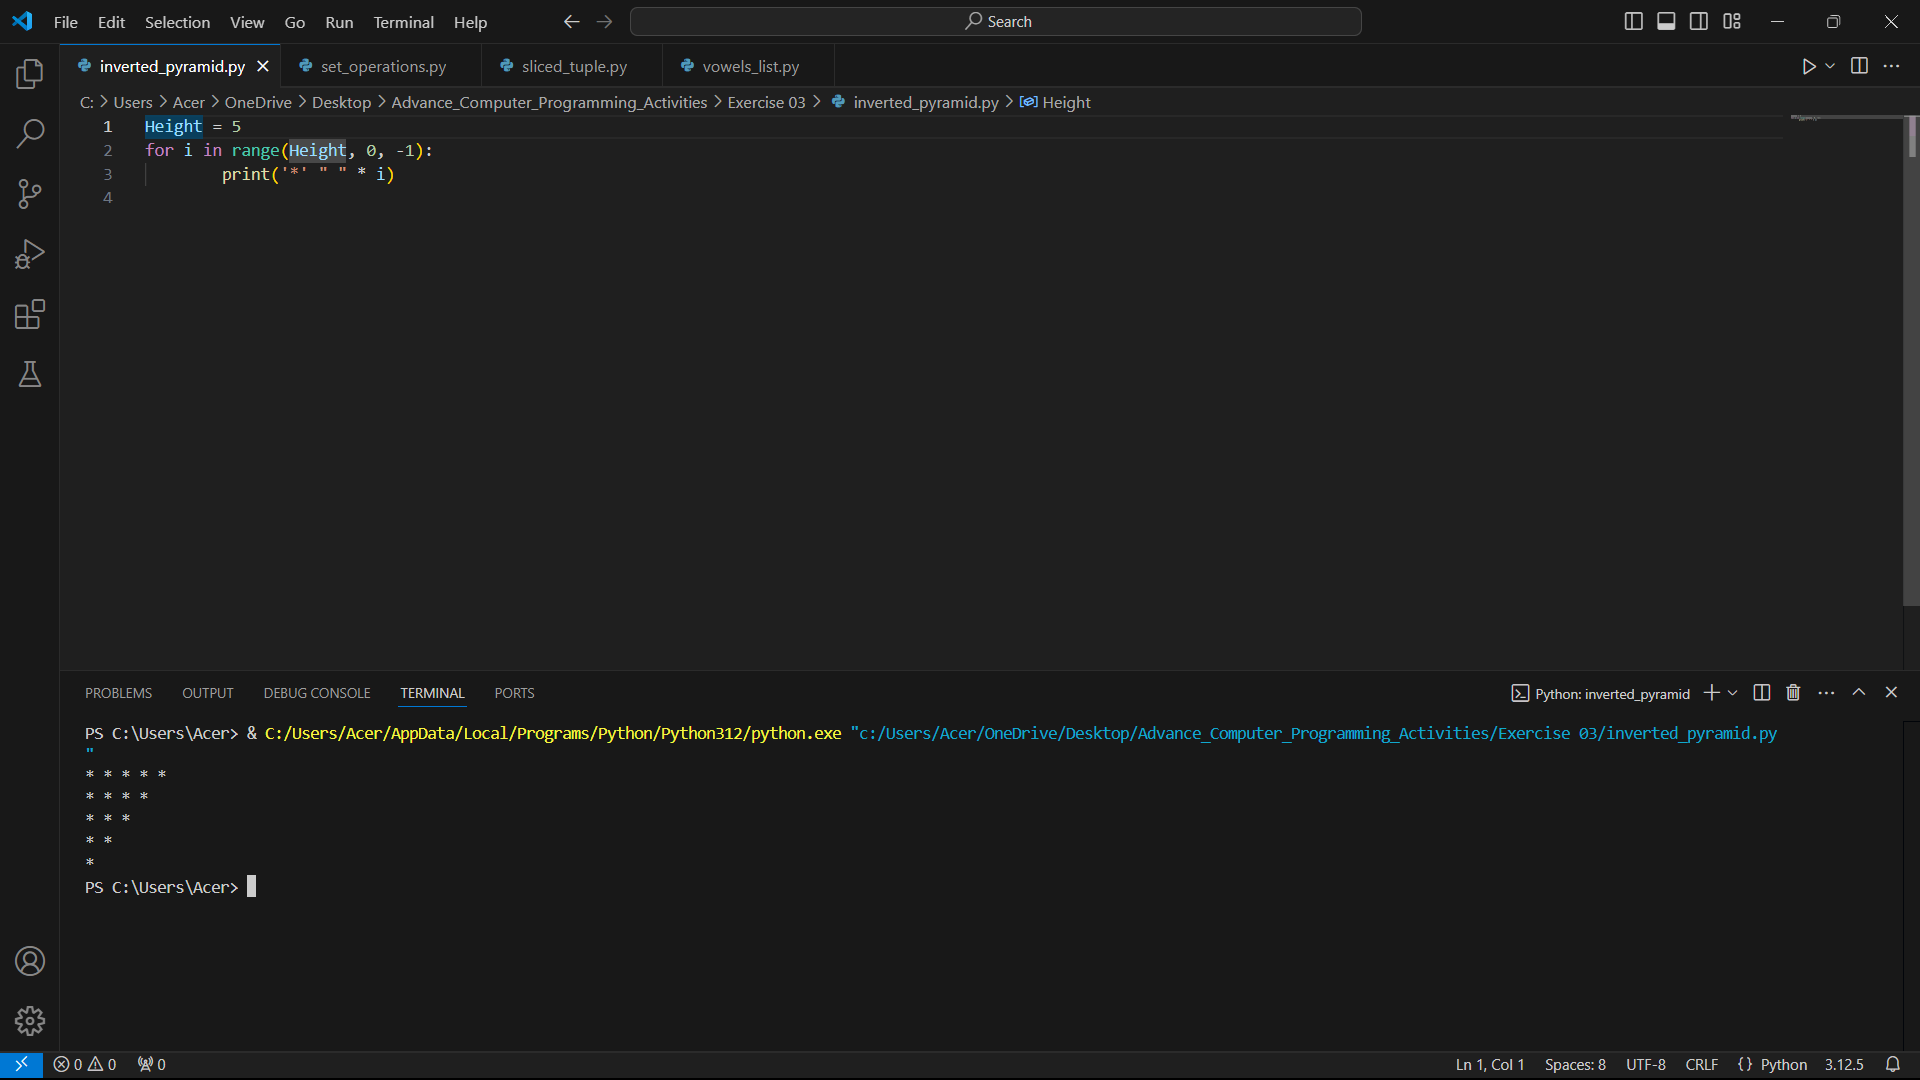 File Edit Selection View Go Run Terminal Help
Search
inverted_pyramid.py set_operations.py sliced_tuple.py vowels_list.py
C: > Users > Acer > OneDrive > Desktop > Advance_Computer_Programming_Activities > Exercise 03 > inverted_pyramid.py > Height
1 Height = 5
2 for i in range(Height, 0, -1):
3 print('*' " " * i)
4
PROBLEMS OUTPUT DEBUG CONSOLE TERMINAL PORTS
Python: inverted_pyramid
PS C:\Users\Acer> & C:/Users/Acer/AppData/Local/Programs/Python/Python312/python.exe "c:/Users/Acer/OneDrive/Desktop/Advance_Computer_Programming_Activities/Exercise 03/inverted_pyramid.py
"
* * * * *
* * * *
* * *
* *
*
PS C:\Users\Acer>
0 0 0
Ln 1, Col 1 Spaces: 8 UTF-8 CRLF {} Python 3.12.5